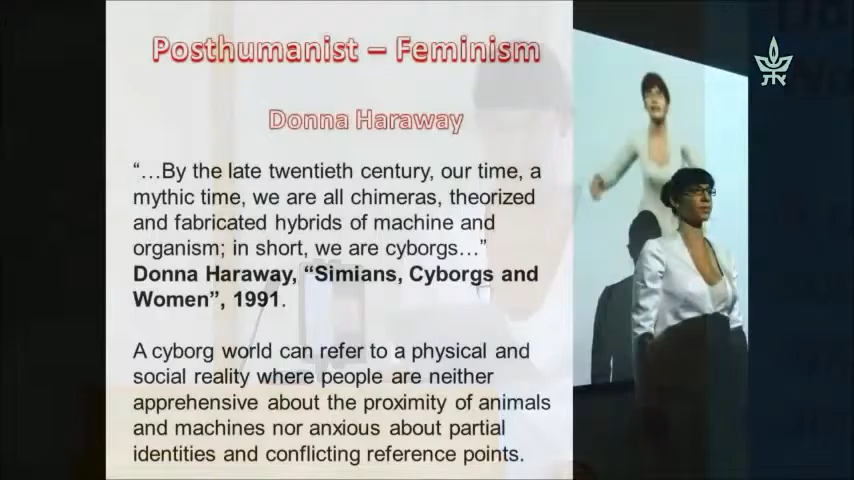 Posthumanist – Feminism
Donna Haraway
“…By the late twentieth century, our time, a
mythic time, we are all chimeras, theorized
and fabricated hybrids of machine and
organism; in short, we are cyborgs…”
Donna Haraway, “Simians, Cyborgs and
Women”, 1991.
A cyborg world can refer to a physical and
social reality where people are neither
apprehensive about the proximity of animals
and machines nor anxious about partial
identities and conflicting reference points.